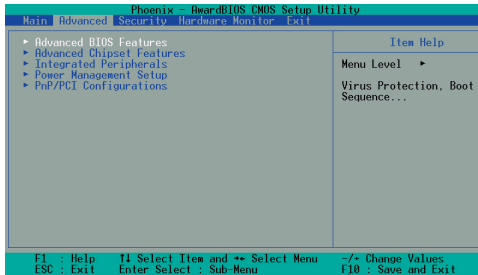 Phoenix - AwardBIOS CMOS Setup Utility
Main Advanced Security Hardware Monitor Exit
▸ Advanced BIOS Features
▸ Advanced Chipset Features
▸ Integrated Peripherals
▸ Power Management Setup
▸ PnP/PCI Configurations
Item Help
Menu Level ▸
Virus Protection, Boot
Sequence...
F1 : Help ↑↓ Select Item and ↔ Select Menu -/+ Change Values
ESC : Exit Enter Select : Sub-Menu F10 : Save and Exit